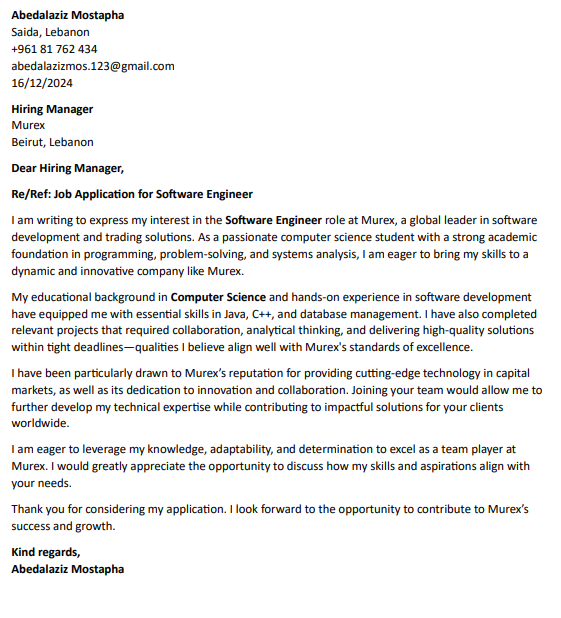 Abedalaziz Mostapha
Saida, Lebanon
+961 81 762 434
abedalazizmos.123@gmail.com
16/12/2024
Hiring Manager
Murex
Beirut, Lebanon
Dear Hiring Manager,
Re/Ref: Job Application for Software Engineer
I am writing to express my interest in the Software Engineer role at Murex, a global leader in software
development and trading solutions. As a passionate computer science student with a strong academic
foundation in programming, problem-solving, and systems analysis, I am eager to bring my skills to a
dynamic and innovative company like Murex.
My educational background in Computer Science and hands-on experience in software development
have equipped me with essential skills in Java, C++, and database management. I have also completed
relevant projects that required collaboration, analytical thinking, and delivering high-quality solutions
within tight deadlines—qualities I believe align well with Murex's standards of excellence.
I have been particularly drawn to Murex’s reputation for providing cutting-edge technology in capital
markets, as well as its dedication to innovation and collaboration. Joining your team would allow me to
further develop my technical expertise while contributing to impactful solutions for your clients
worldwide.
I am eager to leverage my knowledge, adaptability, and determination to excel as a team player at
Murex. I would greatly appreciate the opportunity to discuss how my skills and aspirations align with
your needs.
Thank you for considering my application. I look forward to the opportunity to contribute to Murex’s
success and growth.
Kind regards,
Abedalaziz Mostapha